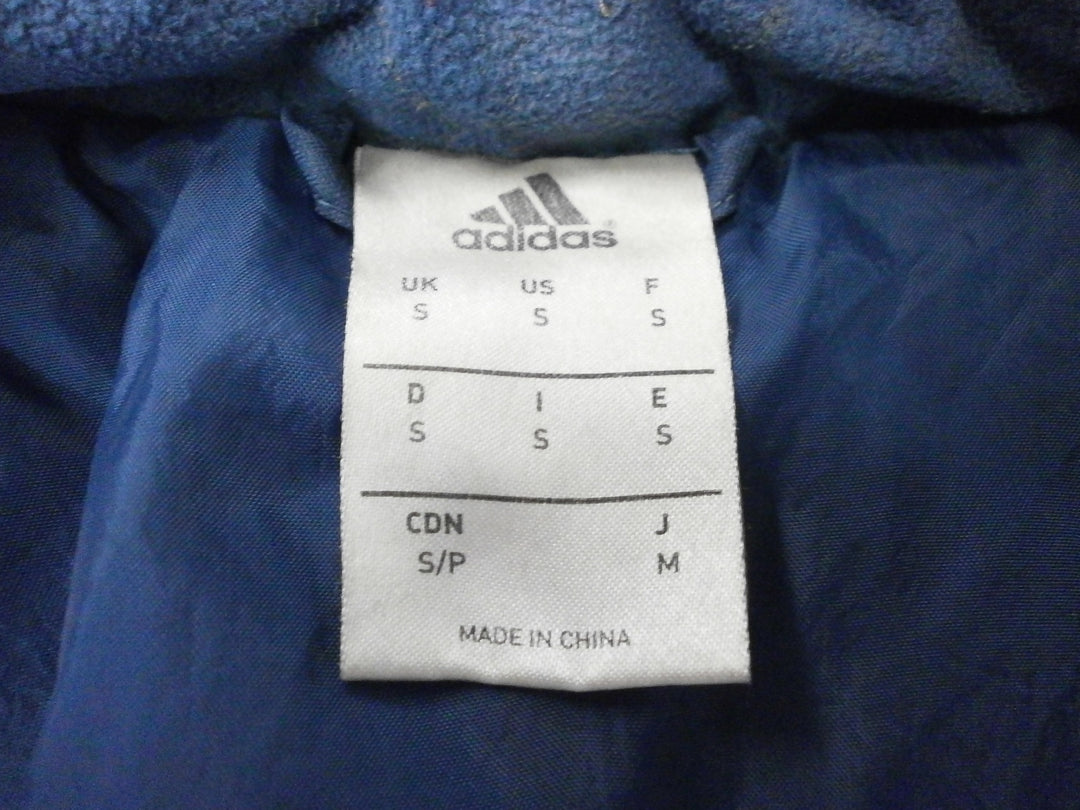 adidas®
UK US F
S S S
D I E
S S S
CDN J
S/P M
MADE IN CHINA